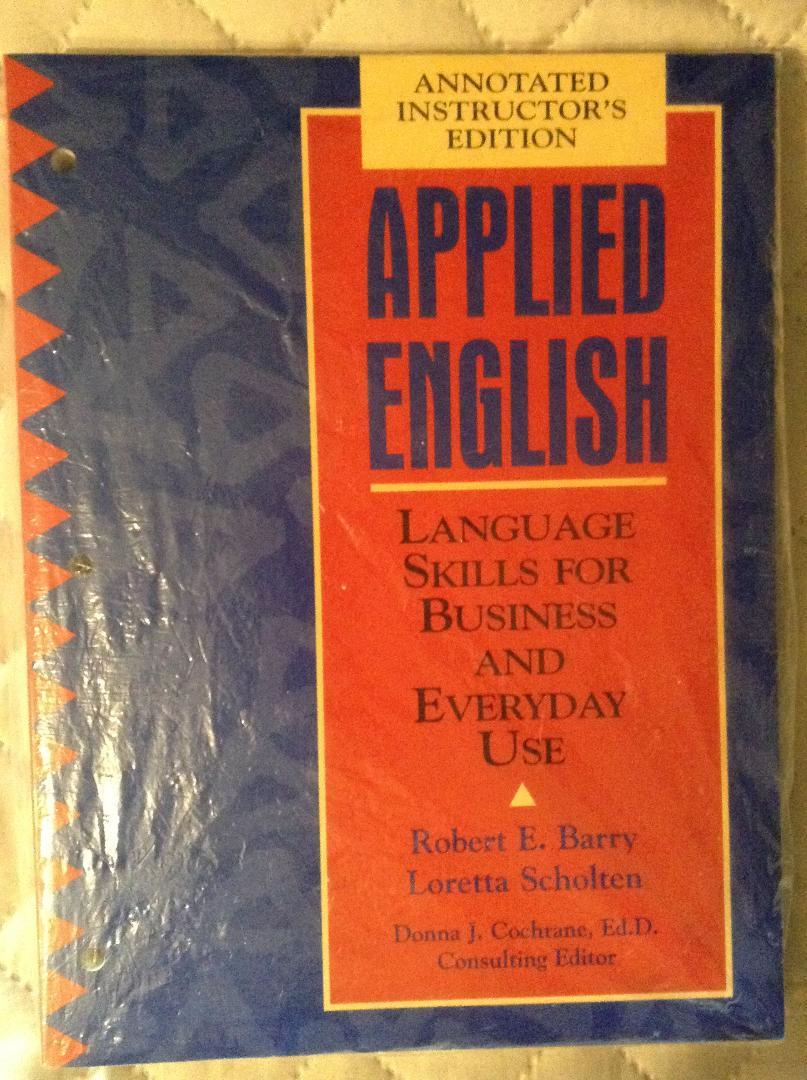 ANNOTATED
INSTRUCTOR'S
EDITION
APPLIED
ENGLISH
LANGUAGE
SKILLS FOR
BUSINESS
AND
EVERYDAY
USE
Robert E. Barry
Loretta Scholten
Donna J. Cochrane, Ed.D.
Consulting Editor